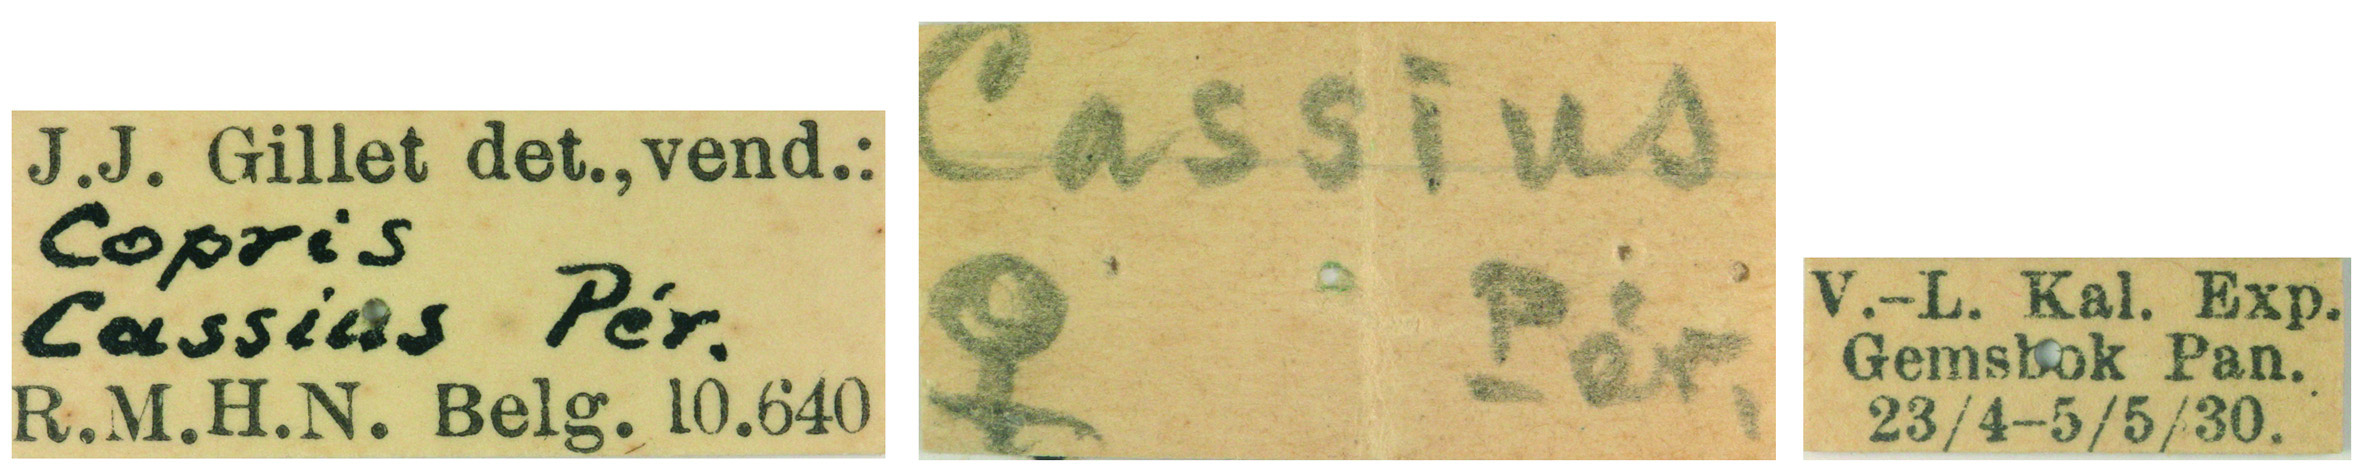 J.J. Gillet det., vend.:
Copris
Cassius Pér.
R.M.H.N. Belg. 10.640
Cassius
♀ Pér.
V.-L. Kal. Exp.
Gemsbok Pan.
23/4-5/5/30.